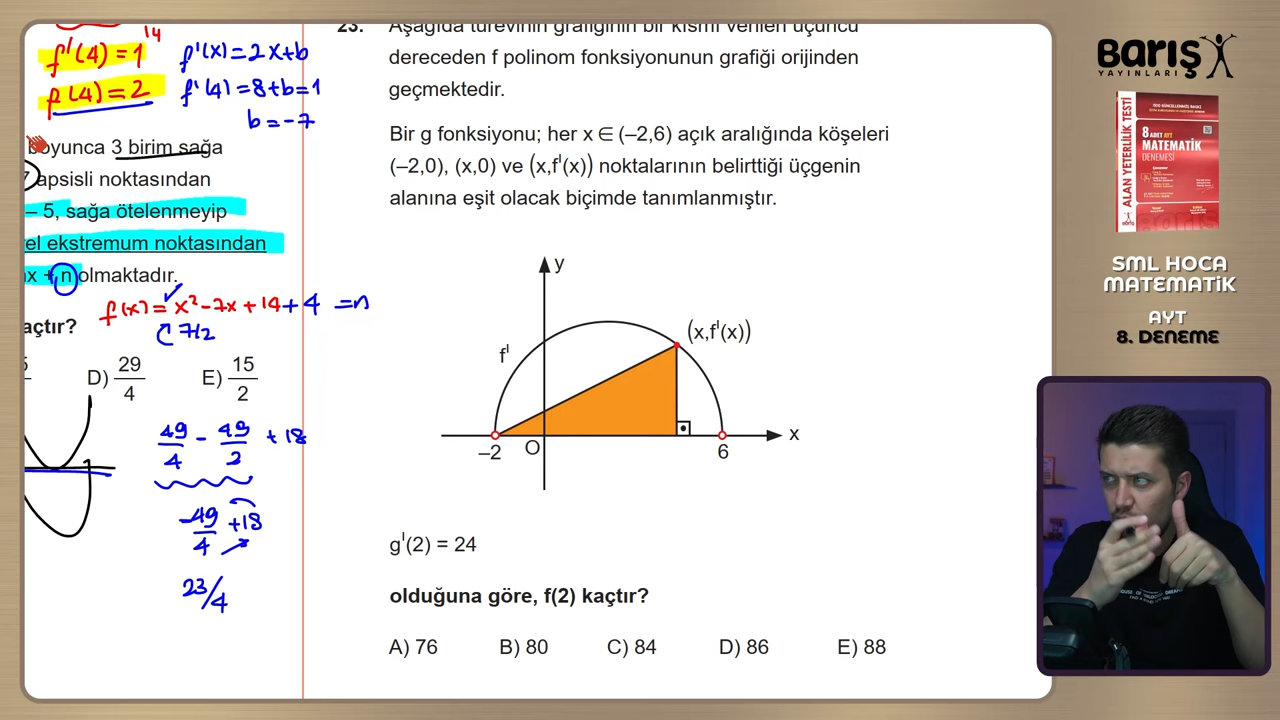 f'(4) = 1
14
f'(x) = 2x+b
f(4) = 2
f'(4) = 8+b = 1
b = -7
boyunca 3 birim sağa
apsisli noktasından
– 5, sağa ötelenmeyip
el ekstremum noktasından
x + n olmaktadır.
f(x) = x² - 7x + 14 + 4 = n
7/2
açtır?
D) 29/4 E) 15/2
49/4 - 49/2 + 18
-49/4 + 18
23/4
23. Aşağıda türevinin grafiğinin bir kısmı verilen üçüncü
dereceden f polinom fonksiyonunun grafiği orijinden
geçmektedir.
Bir g fonksiyonu; her x ∈ (–2,6) açık aralığında köşeleri
(–2,0), (x,0) ve (x,f'(x)) noktalarının belirttiği üçgenin
alanına eşit olacak biçimde tanımlanmıştır.
y
(x,f'(x))
f'
O
x
–2
6
g'(2) = 24
olduğuna göre, f(2) kaçtır?
A) 76 B) 80 C) 84 D) 86 E) 88
BARIŞ
YAYINLARI
ALAN YETERLİLİK TESTİ
8 ADET AYT
MATEMATİK
DENEMESİ
SML HOCA
MATEMATİK
AYT
8. DENEME